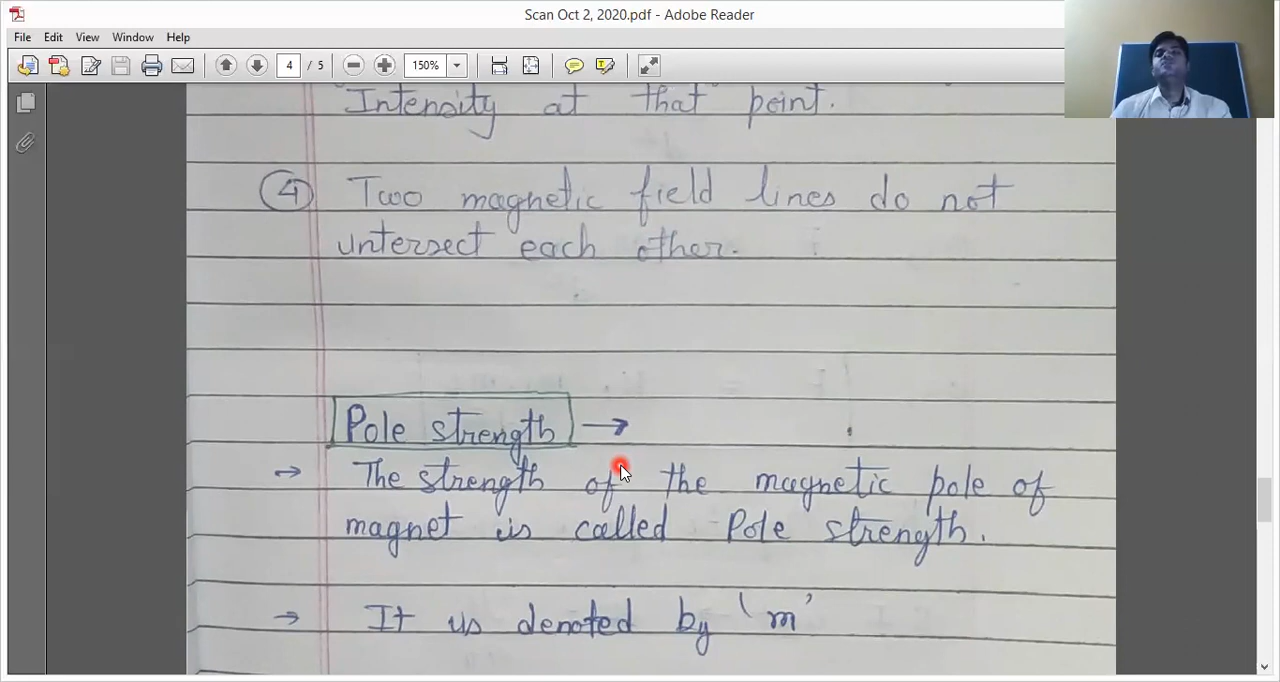 Scan Oct 2, 2020.pdf - Adobe Reader
File Edit View Window Help
4 / 5 150%
Intensity at that point.
④ Two magnetic field lines do not
untersect each other.
Pole strength →
→ The strength of the magnetic pole of
magnet is called Pole strength.
→ It is denoted by 'm'